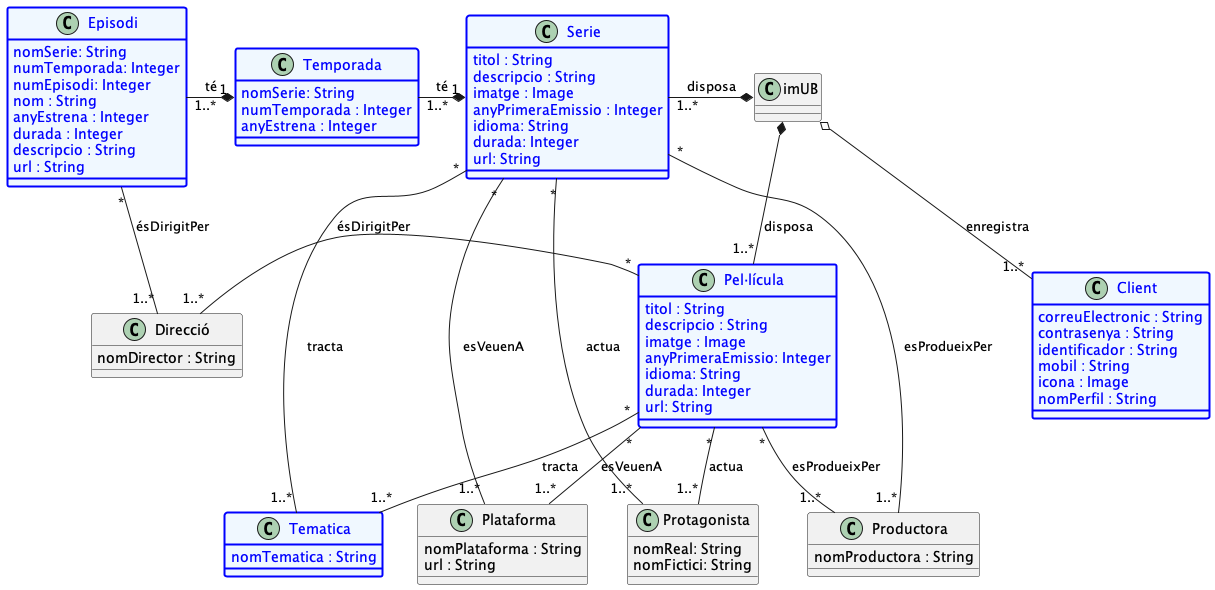 C Episodi
nomSerie: String
numTemporada: Integer
numEpisodi: Integer
nom : String
anyEstrena : Integer
durada : Integer
descripcio : String
url : String
té
1
1..*
C Temporada
nomSerie: String
numTemporada : Integer
anyEstrena : Integer
té
1
1..*
C Serie
titol : String
descripcio : String
imatge : Image
anyPrimeraEmissio : Integer
idioma: String
durada: Integer
url: String
disposa
1..*
C imUB
*
ésDirigitPer
1..*
ésDirigitPer
1..*
*
*
tracta
1..*
*
esVeuenA
1..*
*
actua
1..*
*
esProdueixPer
1..*
disposa
1..*
enregistra
1..*
C Direcció
nomDirector : String
C Pel·lícula
titol : String
descripcio : String
imatge : Image
anyPrimeraEmissio: Integer
idioma: String
durada: Integer
url: String
C Client
correuElectronic : String
contrasenya : String
identificador : String
mobil : String
icona : Image
nomPerfil : String
*
tracta
1..*
*
esVeuenA
1..*
*
actua
1..*
*
esProdueixPer
1..*
C Tematica
nomTematica : String
C Plataforma
nomPlataforma : String
url : String
C Protagonista
nomReal: String
nomFictici: String
C Productora
nomProductora : String